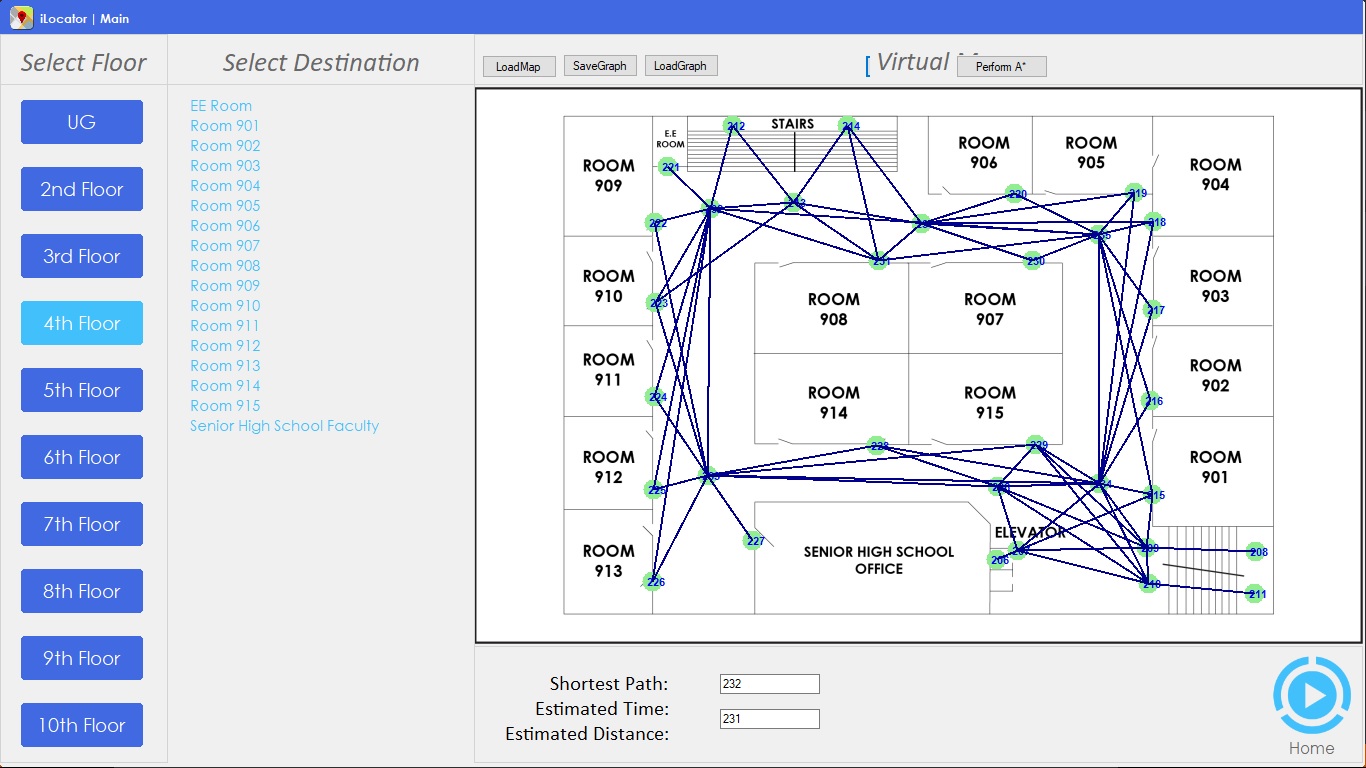 iLocator | Main
Select Floor
Select Destination
LoadMap
SaveGraph
LoadGraph
[ Virtual
Perform A*
UG
2nd Floor
3rd Floor
4th Floor
5th Floor
6th Floor
7th Floor
8th Floor
9th Floor
10th Floor
EE Room
Room 901
Room 902
Room 903
Room 904
Room 905
Room 906
Room 907
Room 908
Room 909
Room 910
Room 911
Room 912
Room 913
Room 914
Room 915
Senior High School Faculty
212
STAIRS
214
E.E
ROOM
221
ROOM
909
ROOM
906
ROOM
905
ROOM
904
220
219
222
218
231
230
ROOM
910
223
ROOM
908
ROOM
907
ROOM
903
217
ROOM
911
224
ROOM
914
ROOM
915
ROOM
902
216
228
229
ROOM
912
225
ROOM
901
215
227
ELEVATOR
209
208
ROOM
913
226
SENIOR HIGH SCHOOL
OFFICE
206
210
211
Shortest Path:
232
Estimated Time:
231
Estimated Distance:
Home